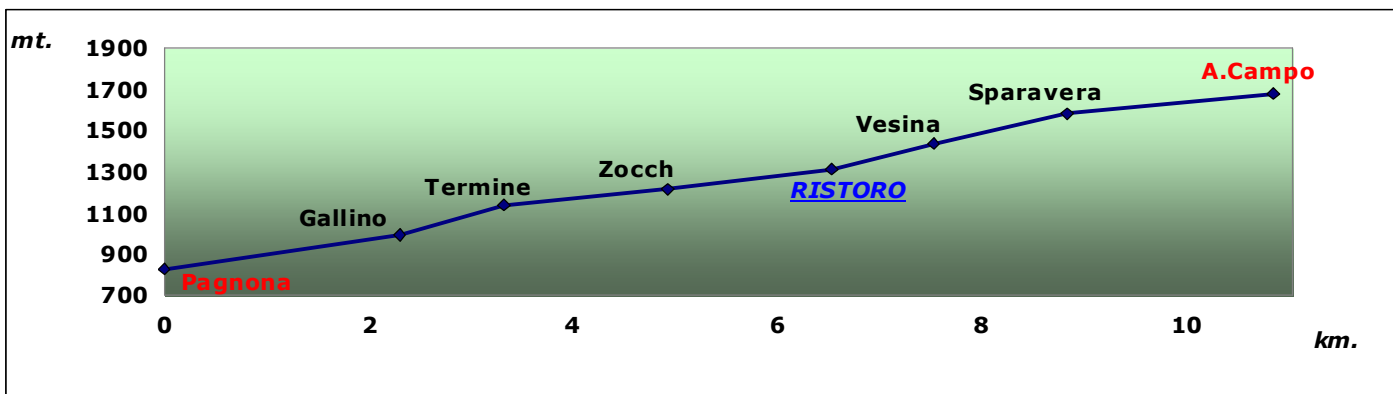 mt.
1900
1700
1500
1300
1100
900
700
Pagnona
Gallino
Termine
Zocch
RISTORO
Vesina
Sparavera
A.Campo
0 2 4 6 8 10
km.